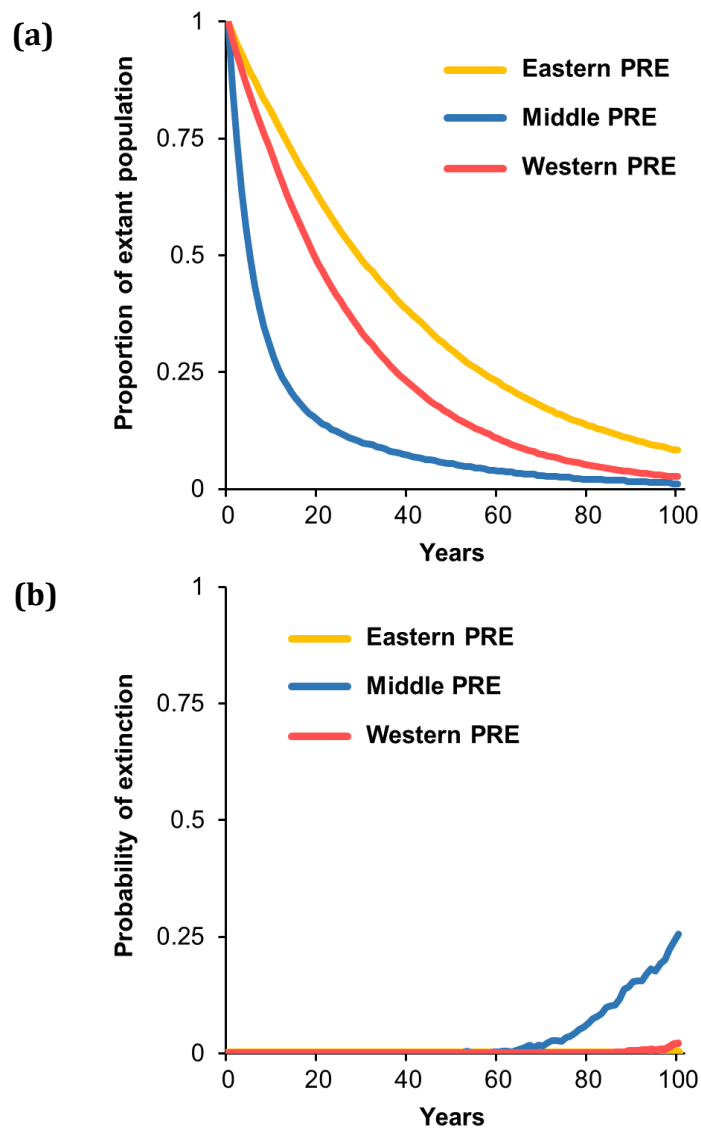 (a)
Proportion of extant population
1
0.75
0.5
0.25
0
Eastern PRE
Middle PRE
Western PRE
0 20 40 60 80 100
Years
(b)
Probability of extinction
1
0.75
0.5
0.25
0
Eastern PRE
Middle PRE
Western PRE
0 20 40 60 80 100
Years